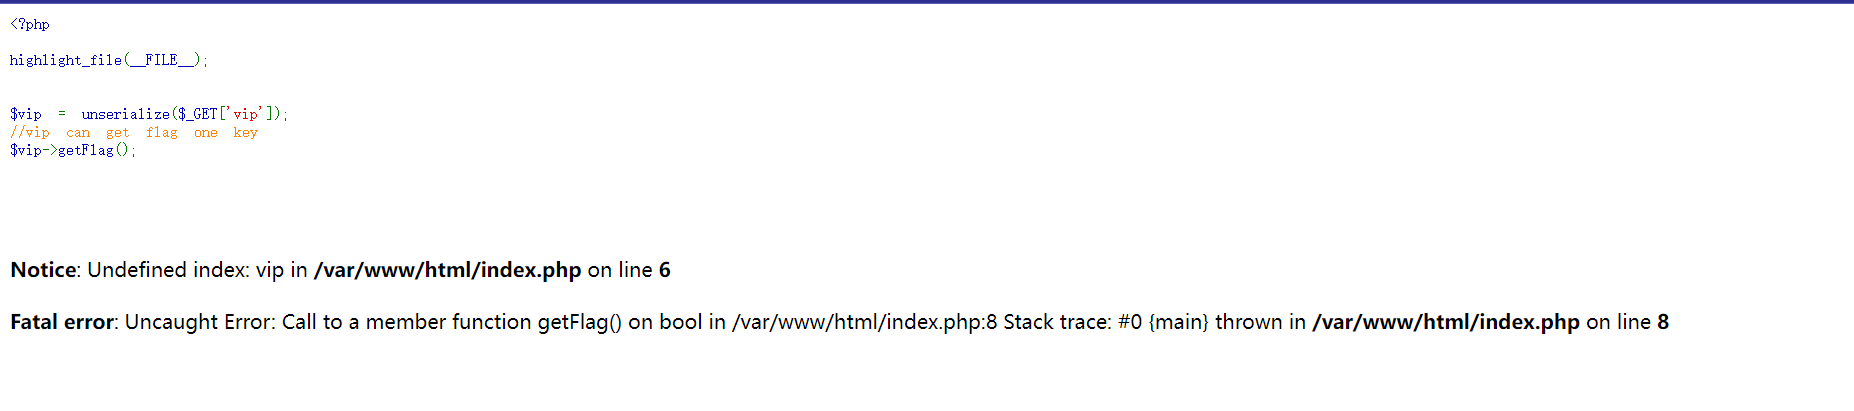 <?php
highlight_file(__FILE__);
$vip = unserialize($_GET['vip']);
//vip can get flag one key
$vip->getFlag();
Notice: Undefined index: vip in /var/www/html/index.php on line 6
Fatal error: Uncaught Error: Call to a member function getFlag() on bool in /var/www/html/index.php:8 Stack trace: #0 {main} thrown in /var/www/html/index.php on line 8